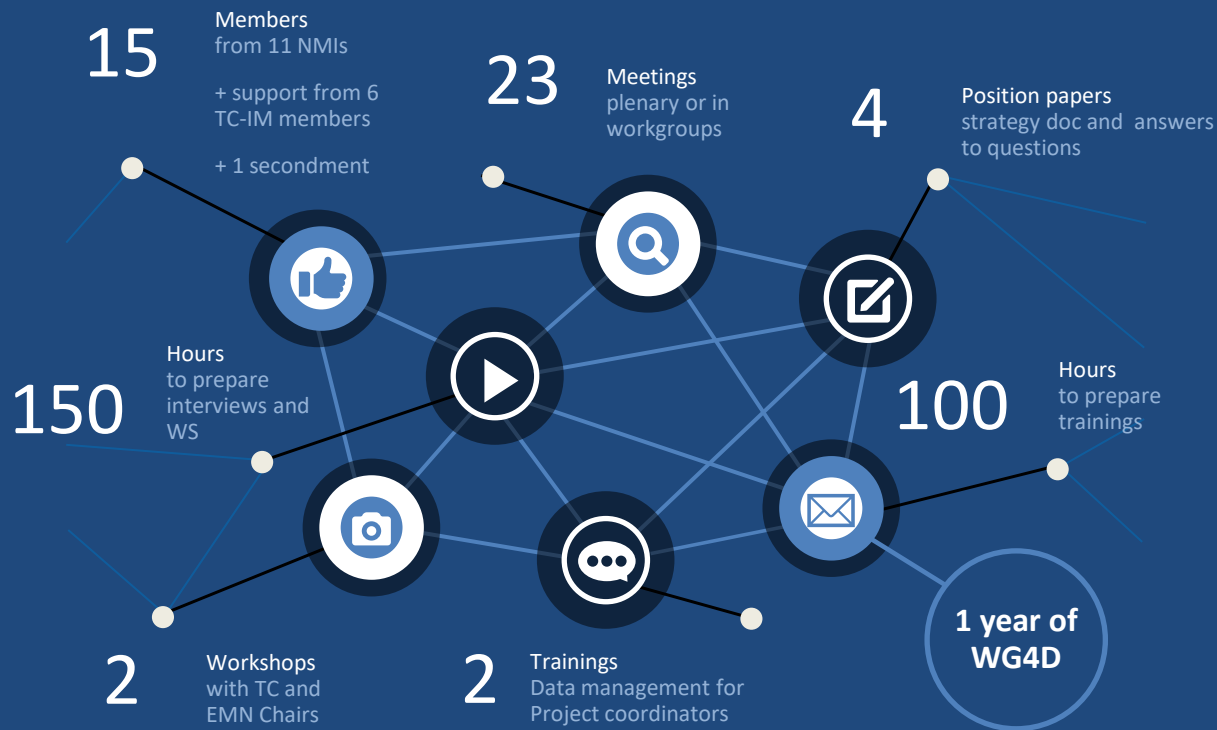 15
Members
from 11 NMIs
+ support from 6
TC-IM members
+ 1 secondment
23
Meetings
plenary or in
workgroups
4
Position papers
strategy doc and answers
to questions
150
Hours
to prepare
interviews and
WS
100
Hours
to prepare
trainings
2
Workshops
with TC and
EMN Chairs
2
Trainings
Data management for
Project coordinators
1 year of
WG4D